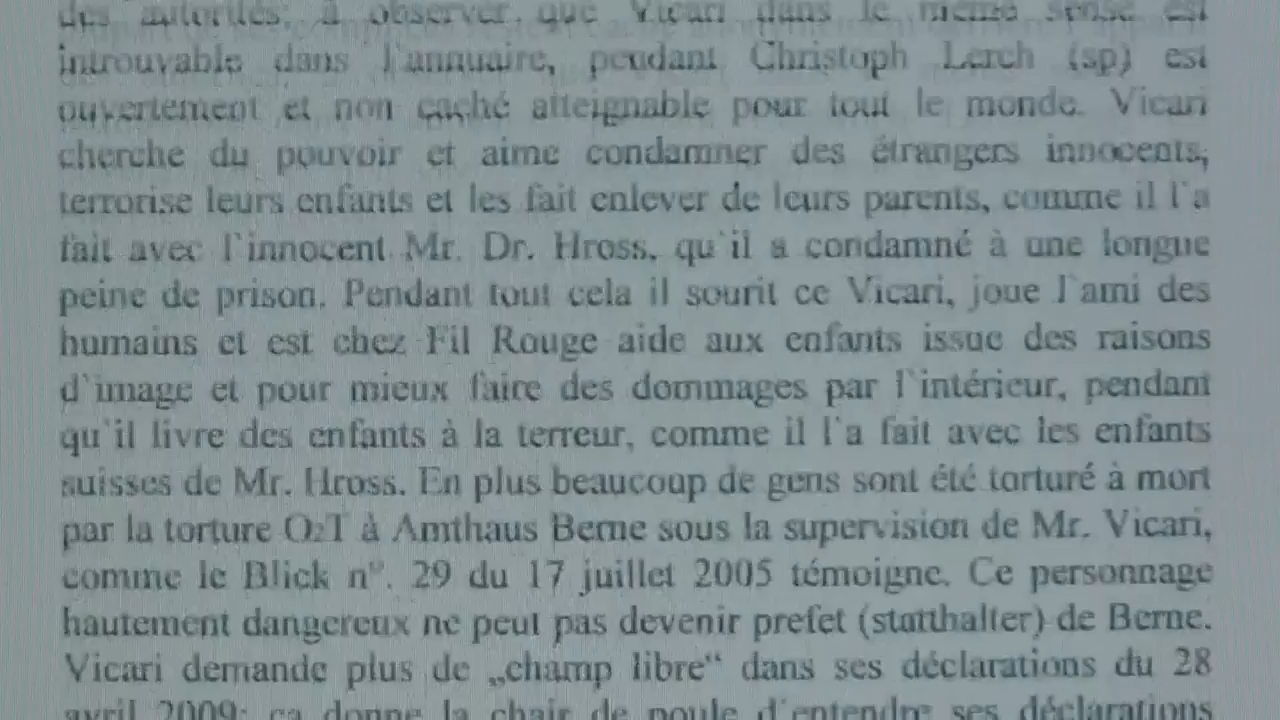 des autorités; à observer, que Vicari dans le même sense est
introuvable dans l'annuaire, pendant Christoph Lerch (sp) est
ouvertement et non caché atteignable pour tout le monde. Vicari
cherche du pouvoir et aime condamner des étrangers innocents,
terrorise leurs enfants et les fait enlever de leurs parents, comme il l'a
fait avec l'innocent Mr. Dr. Hross, qu'il a condamné à une longue
peine de prison. Pendant tout cela il sourit ce Vicari, joue l'ami des
humains et est chez Fil Rouge aide aux enfants issue des raisons
d'image et pour mieux faire des dommages par l'intérieur, pendant
qu'il livre des enfants à la terreur, comme il l'a fait avec les enfants
suisses de Mr. Hross. En plus beaucoup de gens sont été torturé à mort
par la torture O2T à Amthaus Berne sous la supervision de Mr. Vicari,
comme le Blick n°. 29 du 17 juillet 2005 témoigne. Ce personnage
hautement dangereux ne peut pas devenir prefet (statthalter) de Berne.
Vicari demande plus de „champ libre“ dans ses déclarations du 28
avril 2009; ça donne la chair de poule d'entendre ses déclarations